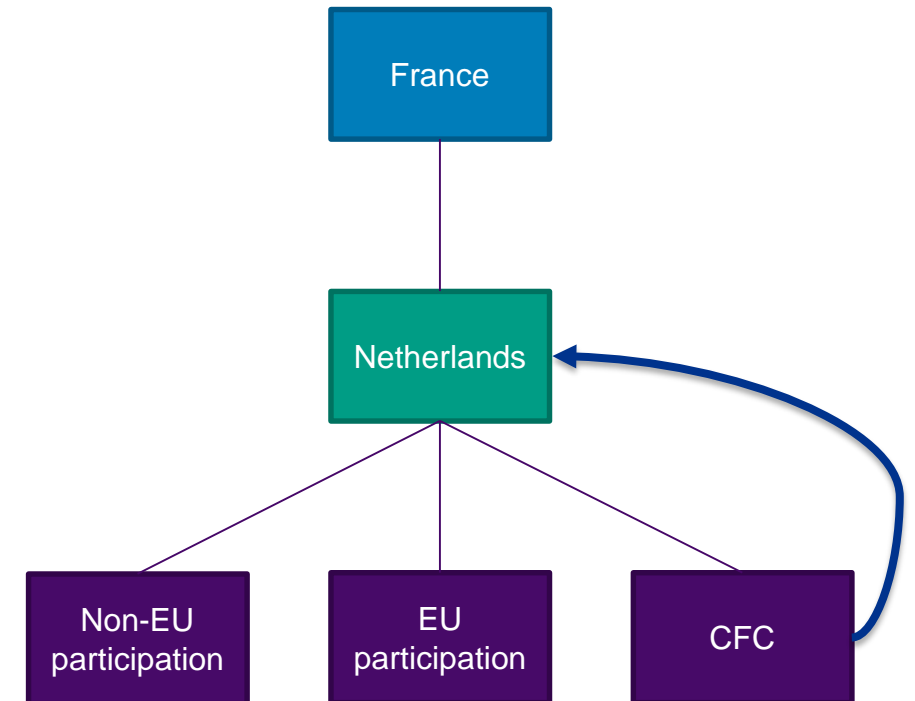 France
Netherlands
Non-EU
participation
EU
participation
CFC